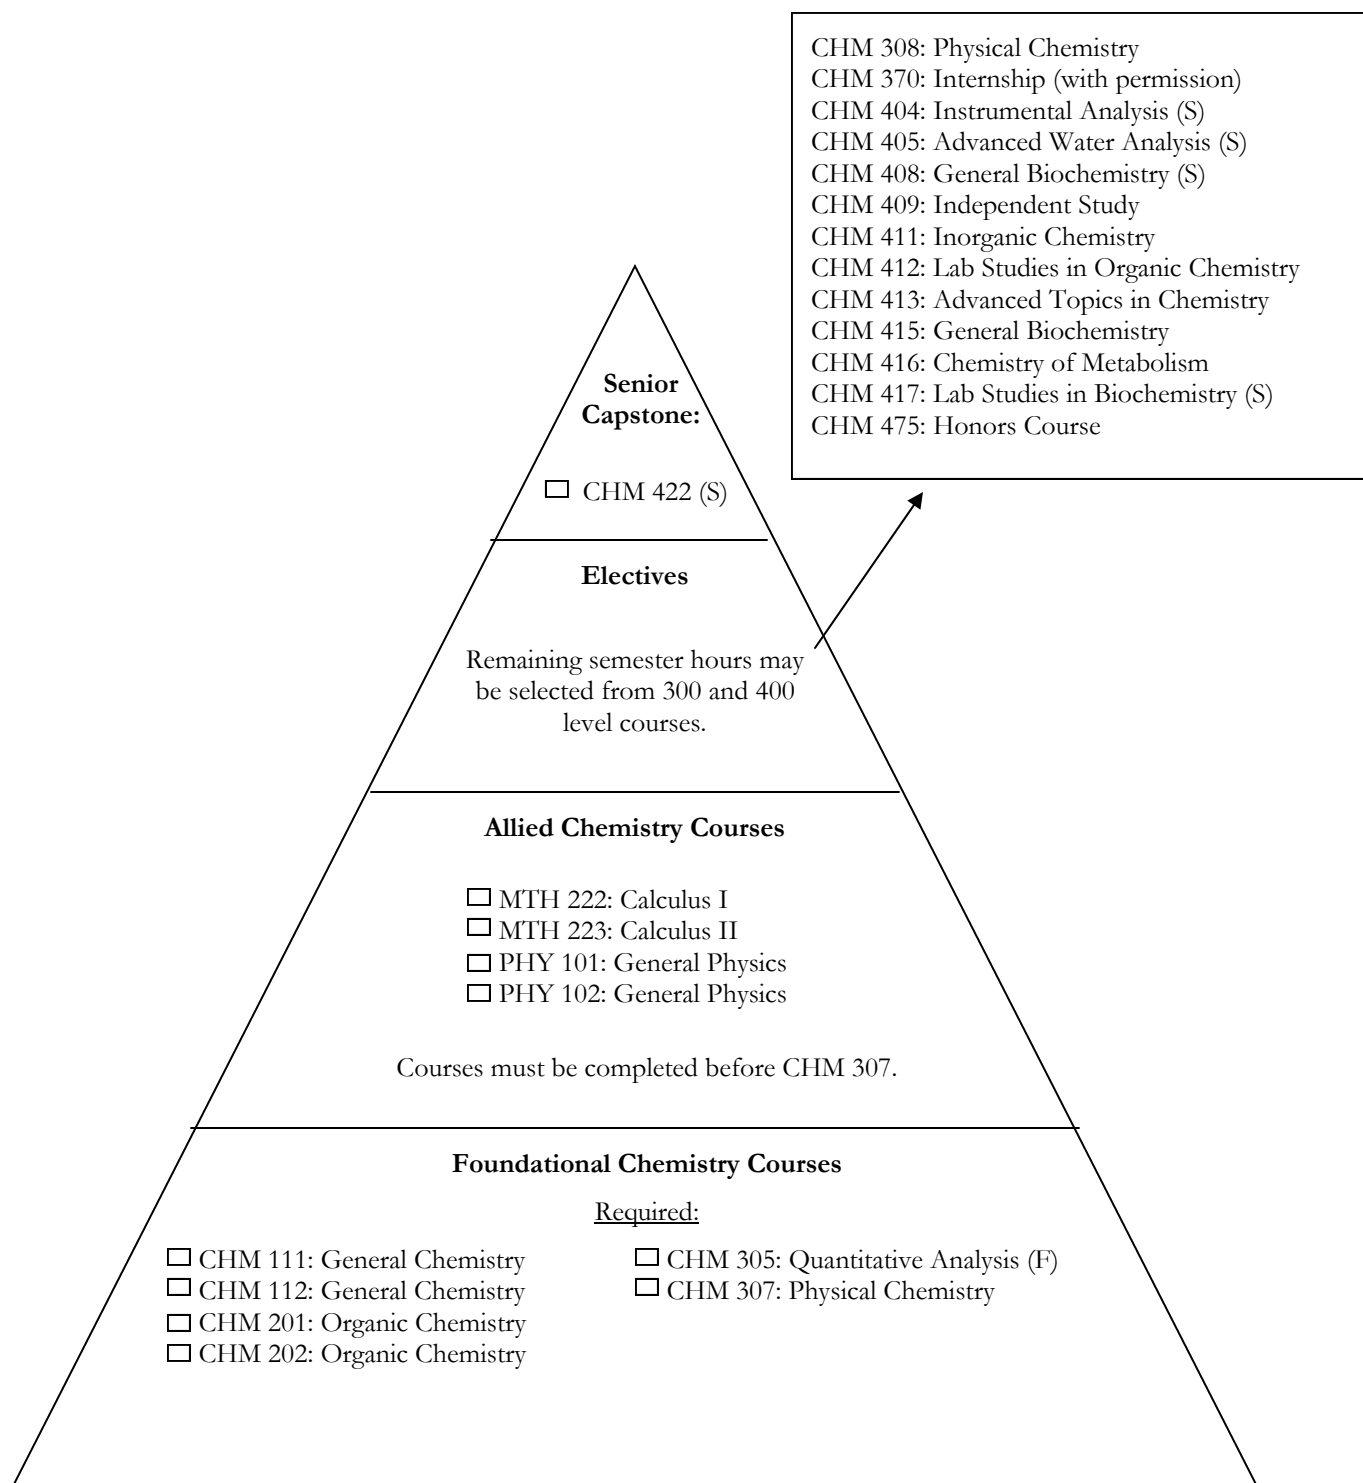 CHM 308: Physical Chemistry
CHM 370: Internship (with permission)
CHM 404: Instrumental Analysis (S)
CHM 405: Advanced Water Analysis (S)
CHM 408: General Biochemistry (S)
CHM 409: Independent Study
CHM 411: Inorganic Chemistry
CHM 412: Lab Studies in Organic Chemistry
CHM 413: Advanced Topics in Chemistry
CHM 415: General Biochemistry
CHM 416: Chemistry of Metabolism
CHM 417: Lab Studies in Biochemistry (S)
CHM 475: Honors Course
Senior
Capstone:
CHM 422 (S)
Electives
Remaining semester hours may
be selected from 300 and 400
level courses.
Allied Chemistry Courses
MTH 222: Calculus I
MTH 223: Calculus II
PHY 101: General Physics
PHY 102: General Physics
Courses must be completed before CHM 307.
Foundational Chemistry Courses
Required:
CHM 111: General Chemistry
CHM 112: General Chemistry
CHM 201: Organic Chemistry
CHM 202: Organic Chemistry
CHM 305: Quantitative Analysis (F)
CHM 307: Physical Chemistry